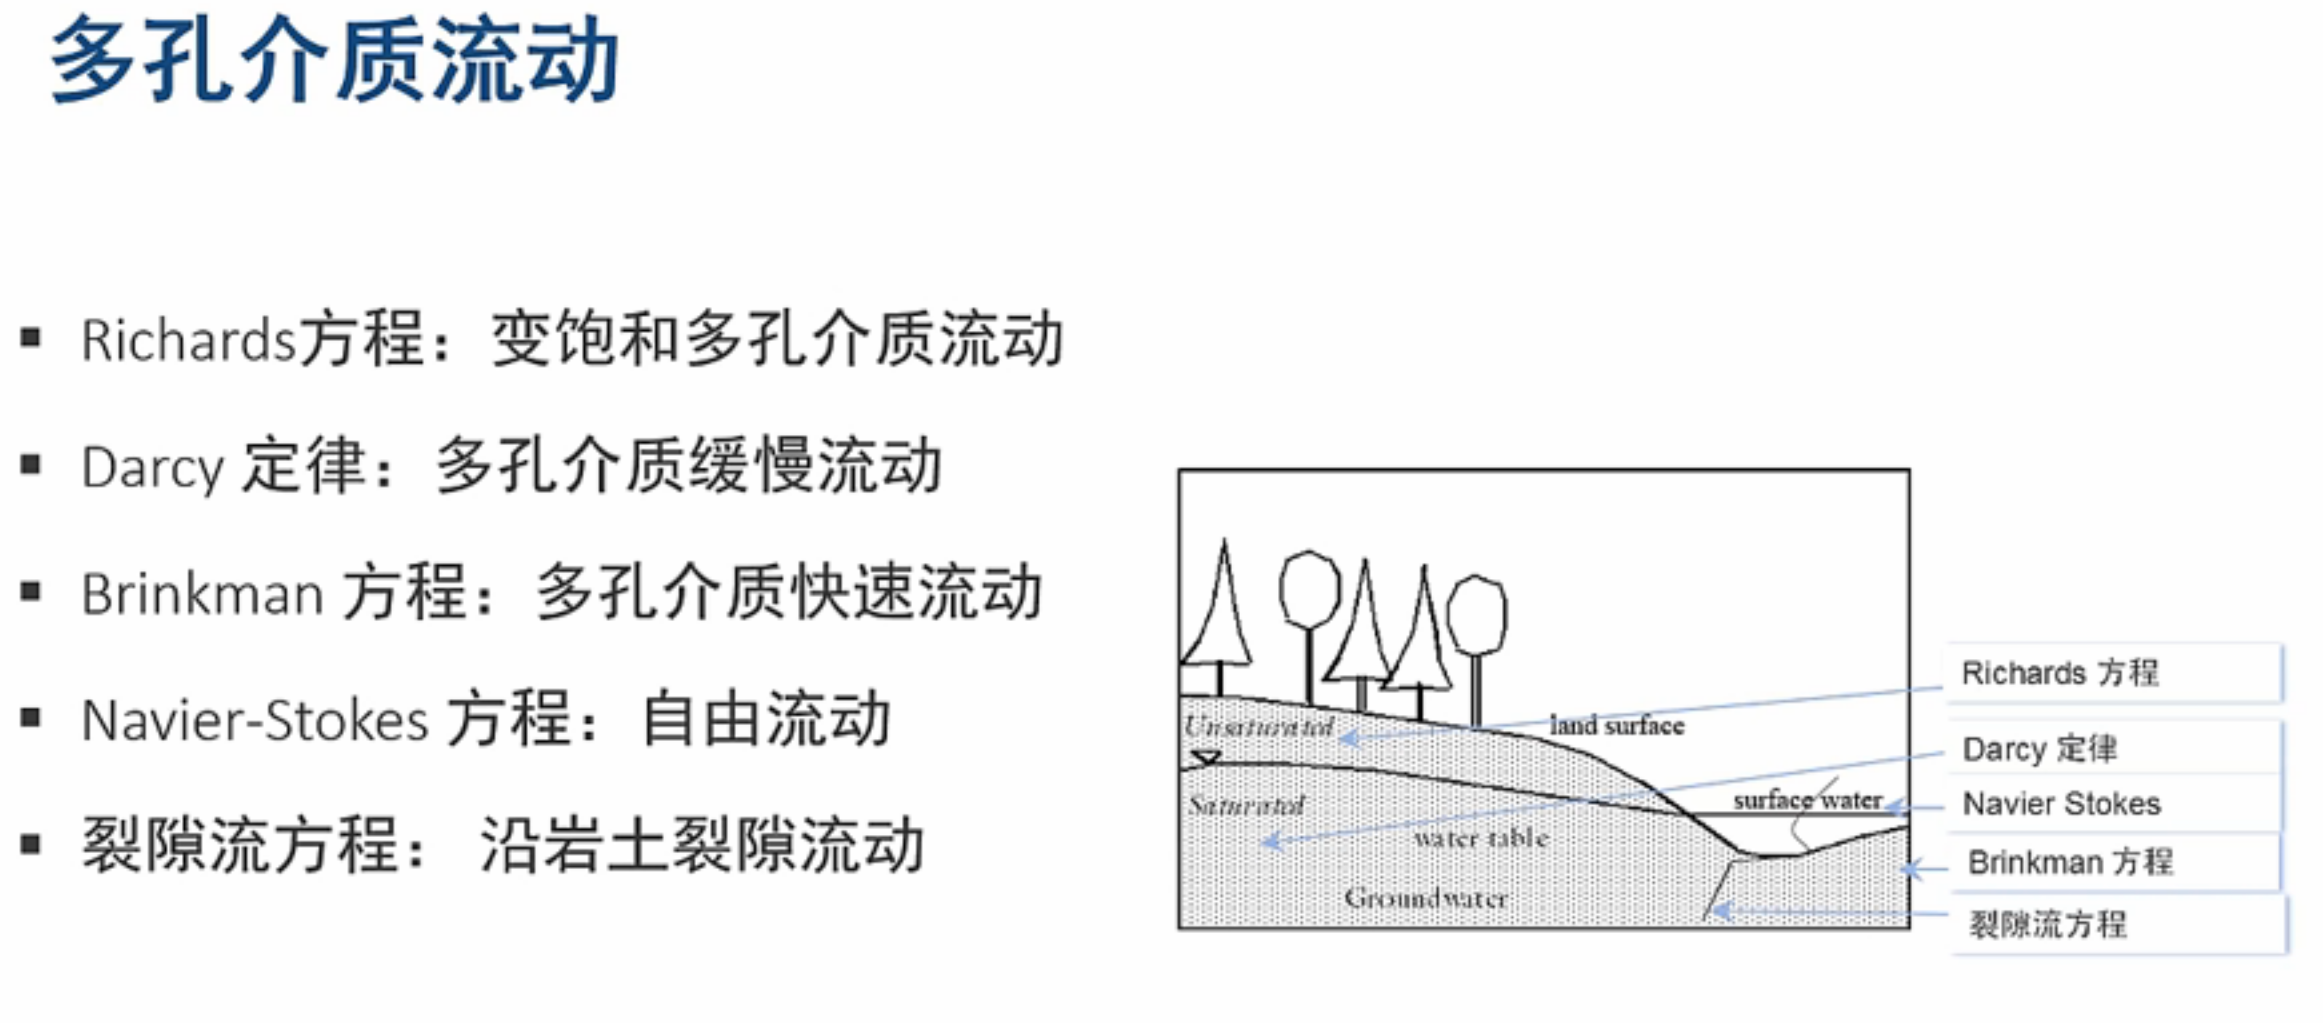 多孔介质流动
▪ Richards方程：变饱和多孔介质流动
▪ Darcy 定律：多孔介质缓慢流动
▪ Brinkman 方程：多孔介质快速流动
▪ Navier-Stokes 方程：自由流动
▪ 裂隙流方程： 沿岩土裂隙流动
Unsaturated
land surface
Saturated
surface water
water table
Groundwater
Richards 方程
Darcy 定律
Navier Stokes
Brinkman 方程
裂隙流方程